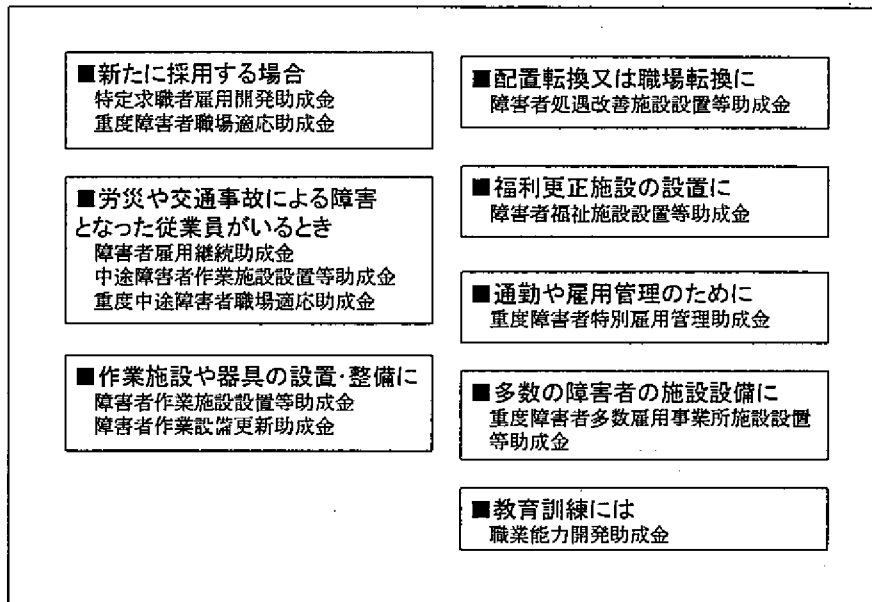 ■新たに採用する場合
特定求職者雇用開発助成金
重度障害者職場適応助成金
■労災や交通事故による障害
となった従業員がいるとき
障害者雇用継続助成金
中途障害者作業施設設置等助成金
重度中途障害者職場適応助成金
■作業施設や器具の設置・整備に
障害者作業施設設置等助成金
障害者作業設備更新助成金
■配置転換又は職場転換に
障害者処遇改善施設設置等助成金
■福利更正施設の設置に
障害者福祉施設設置等助成金
■通勤や雇用管理のために
重度障害者特別雇用管理助成金
■多数の障害者の施設設備に
重度障害者多数雇用事業所施設設置
等助成金
■教育訓練には
職業能力開発助成金